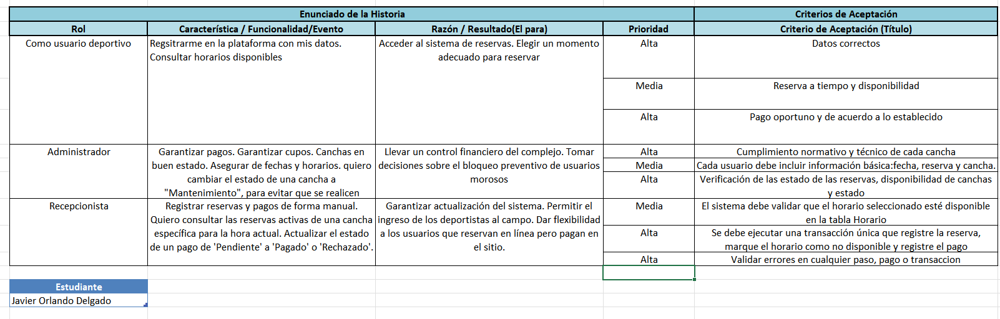 Enunciado de la Historia
Criterios de Aceptación
Rol
Característica / Funcionalidad/Evento
Razón / Resultado(El para)
Prioridad
Criterio de Aceptación (Título)
Como usuario deportivo
Regsitrarme en la plataforma con mis datos.
Consultar horarios disponibles
Acceder al sistema de reservas. Elegir un momento
adecuado para reservar
Alta
Datos correctos
Media
Reserva a tiempo y disponibilidad
Alta
Pago oportuno y de acuerdo a lo establecido
Administrador
Garantizar pagos. Garantizar cupos. Canchas en
buen estado. Asegurar de fechas y horarios. quiero
cambiar el estado de una cancha a
"Mantenimiento", para evitar que se realicen
Llevar un control financiero del complejo. Tomar
decisiones sobre el bloqueo preventivo de usuarios
morosos
Alta
Cumplimiento normativo y técnico de cada cancha
Media
Cada usuario debe incluir información básica:fecha, reserva y cancha.
Alta
Verificación de las estado de las reservas, disponibilidad de canchas
y estado
Recepcionista
Registrar reservas y pagos de forma manual.
Quiero consultar las reservas activas de una cancha
específica para la hora actual. Actualizar el estado
de un pago de 'Pendiente' a 'Pagado' o 'Rechazado'.
Garantizar actualización del sistema. Permitir el
ingreso de los deportistas al campo. Dar flexibilidad
a los usuarios que reservan en línea pero pagan en
el sitio.
Media
El sistema debe validar que el horario seleccionado esté disponible
en la tabla Horario
Alta
Se debe ejecutar una transacción única que registre la reserva,
marque el horario como no disponible y registre el pago
Alta
Validar errores en cualquier paso, pago o transaccion
Estudiante
Javier Orlando Delgado